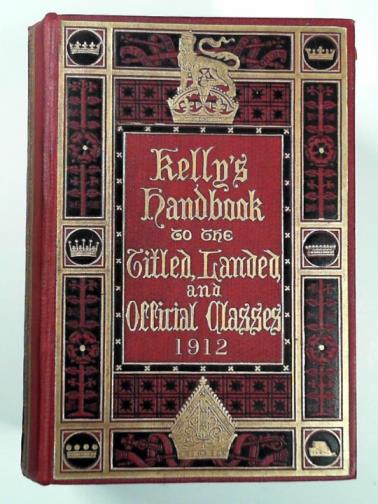 Kelly's
Handbook
to the
Titled, Landed,
and
Official Classes
1912